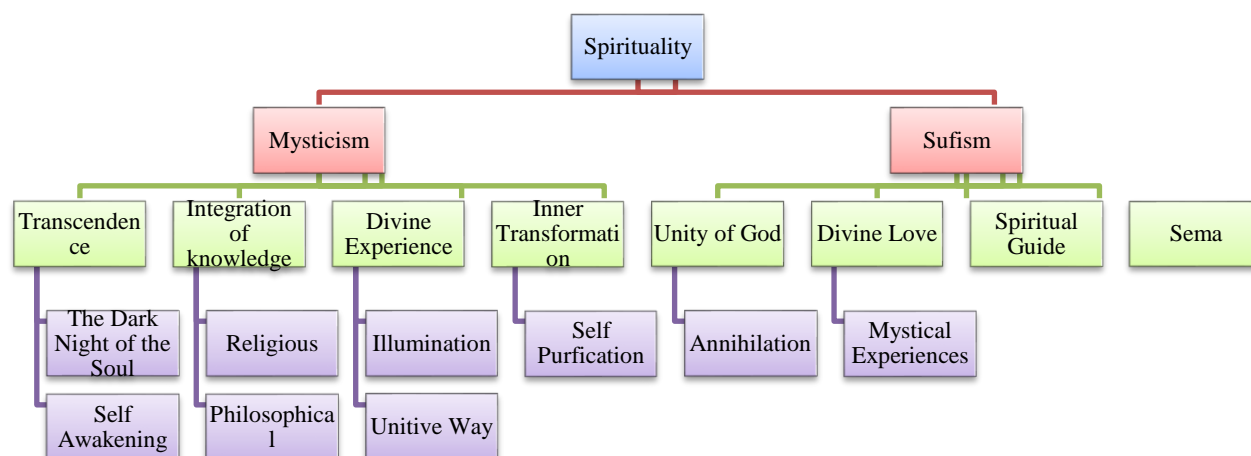 Spirituality
Mysticism
Sufism
Transcenden
ce
Integration
of
knowledge
Divine
Experience
Inner
Transformati
on
Unity of God
Divine Love
Spiritual
Guide
Sema
The Dark
Night of the
Soul
Religious
Illumination
Self
Purfication
Annihilation
Mystical
Experiences
Self
Awakening
Philosophica
l
Unitive Way